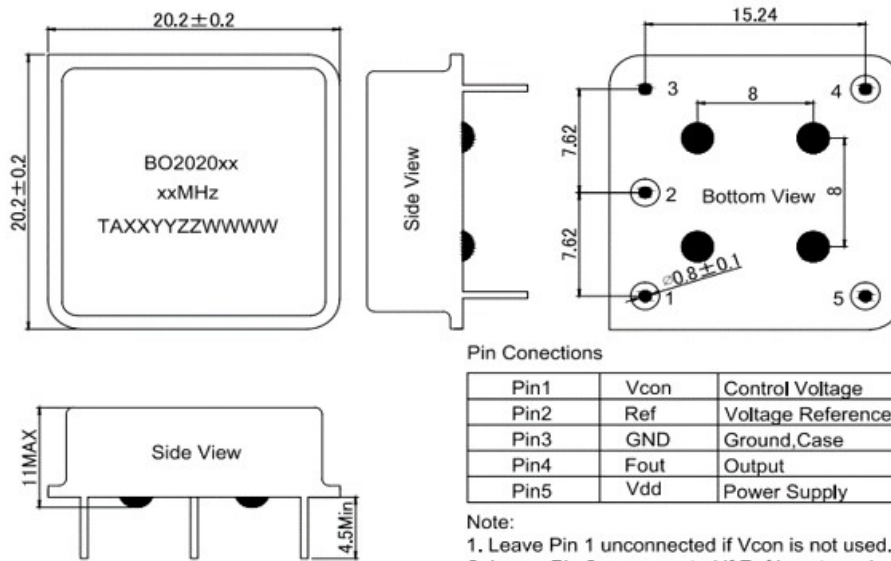 20.2±0.2
20.2±0.2
BO2020xx
xxMHz
TAXXYYZZWWWW
Side View
15.24
3
4
8
7.62
2
Bottom View
8
7.62
⌀0.8±0.1
1
5
11MAX
Side View
4.5Min
Pin Conections
Pin1 Vcon Control Voltage
Pin2 Ref Voltage Reference
Pin3 GND Ground,Case
Pin4 Fout Output
Pin5 Vdd Power Supply
Note:
1. Leave Pin 1 unconnected if Vcon is not used.